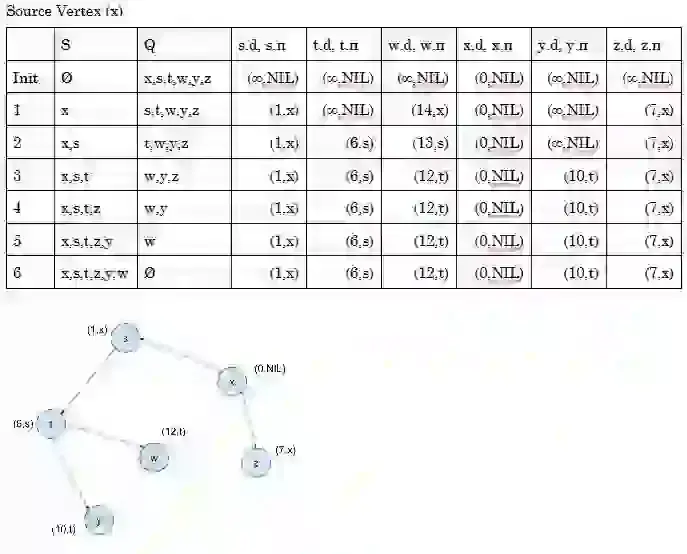 Source Vertex (x)
S Q s.d, s.π t.d, t.π w.d, w.π x.d, x.π y.d, y.π z.d, z.π
Init Ø x,s,t,w,y,z (∞,NIL) (∞,NIL) (∞,NIL) (0,NIL) (∞,NIL) (∞,NIL)
1 x s,t,w,y,z (1,x) (∞,NIL) (14,x) (0,NIL) (∞,NIL) (7,x)
2 x,s t,w,y,z (1,x) (6,s) (13,s) (0,NIL) (∞,NIL) (7,x)
3 x,s,t w,y,z (1,x) (6,s) (12,t) (0,NIL) (10,t) (7,x)
4 x,s,t,z w,y (1,x) (6,s) (12,t) (0,NIL) (10,t) (7,x)
5 x,s,t,z,y w (1,x) (6,s) (12,t) (0,NIL) (10,t) (7,x)
6 x,s,t,z,y,w Ø (1,x) (6,s) (12,t) (0,NIL) (10,t) (7,x)
(1,x) s
x (0,NIL)
(6,s) t
(12,t)
w
z (7,x)
(10,t) y